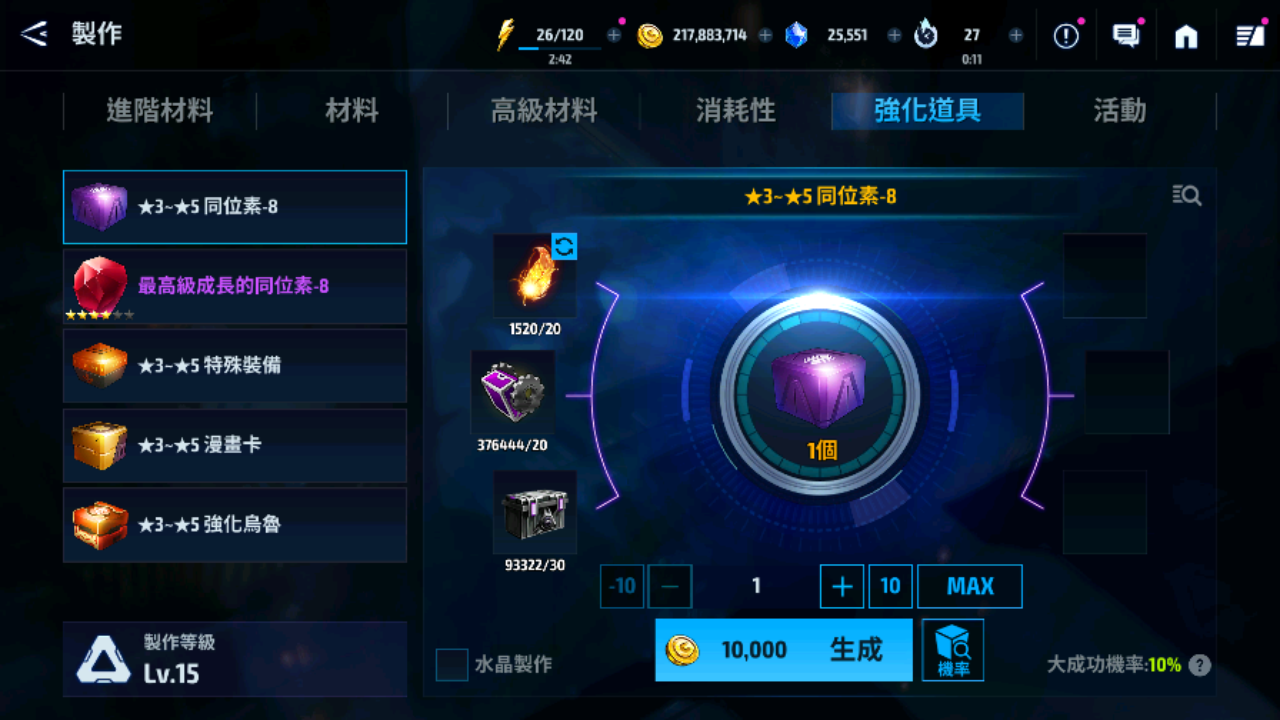 製作
26/120
2:42
217,883,714
25,551
27
0:11
進階材料
材料
高級材料
消耗性
強化道具
活動
★3~★5 同位素-8
最高級成長的同位素-8
★3~★5 特殊裝備
★3~★5 漫畫卡
★3~★5 強化烏魯
製作等級
Lv.15
★3~★5 同位素-8
1520/20
376444/20
93322/30
1個
-10
1
10
MAX
水晶製作
10,000
生成
機率
大成功機率:10%